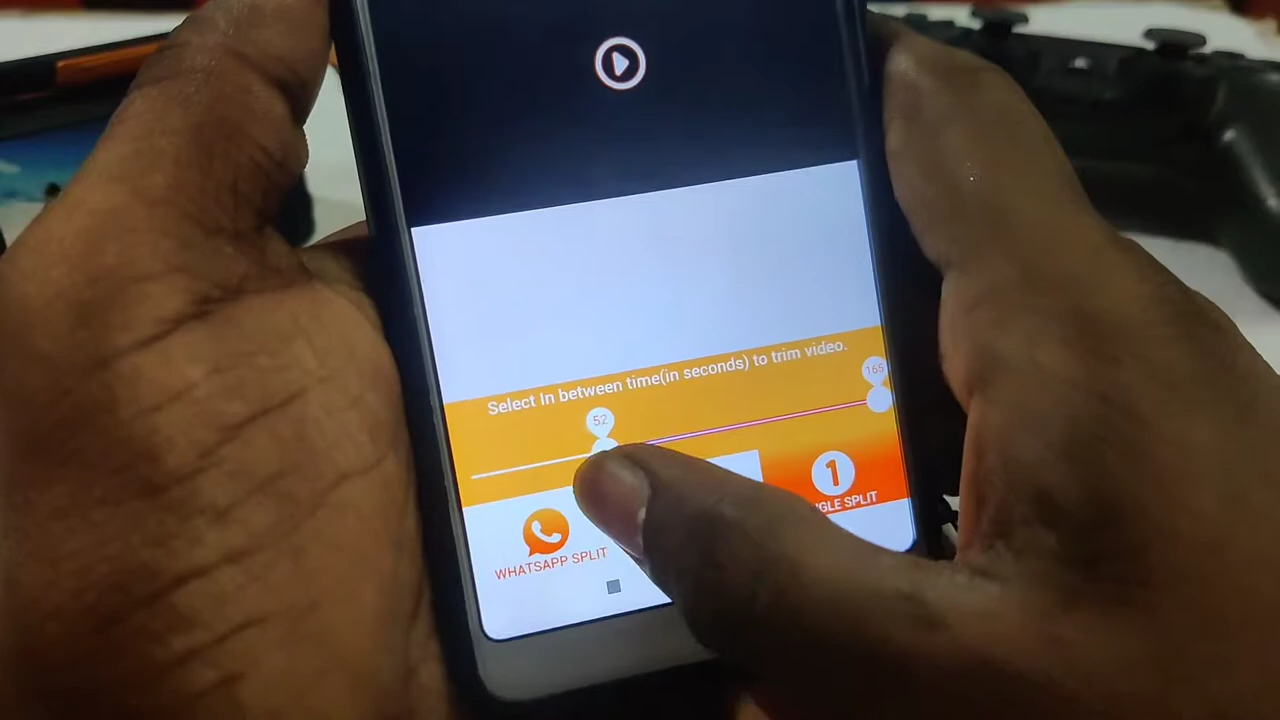 Select In between time(in seconds) to trim video.
165
52
1
GLE SPLIT
WHATSAPP SPLIT